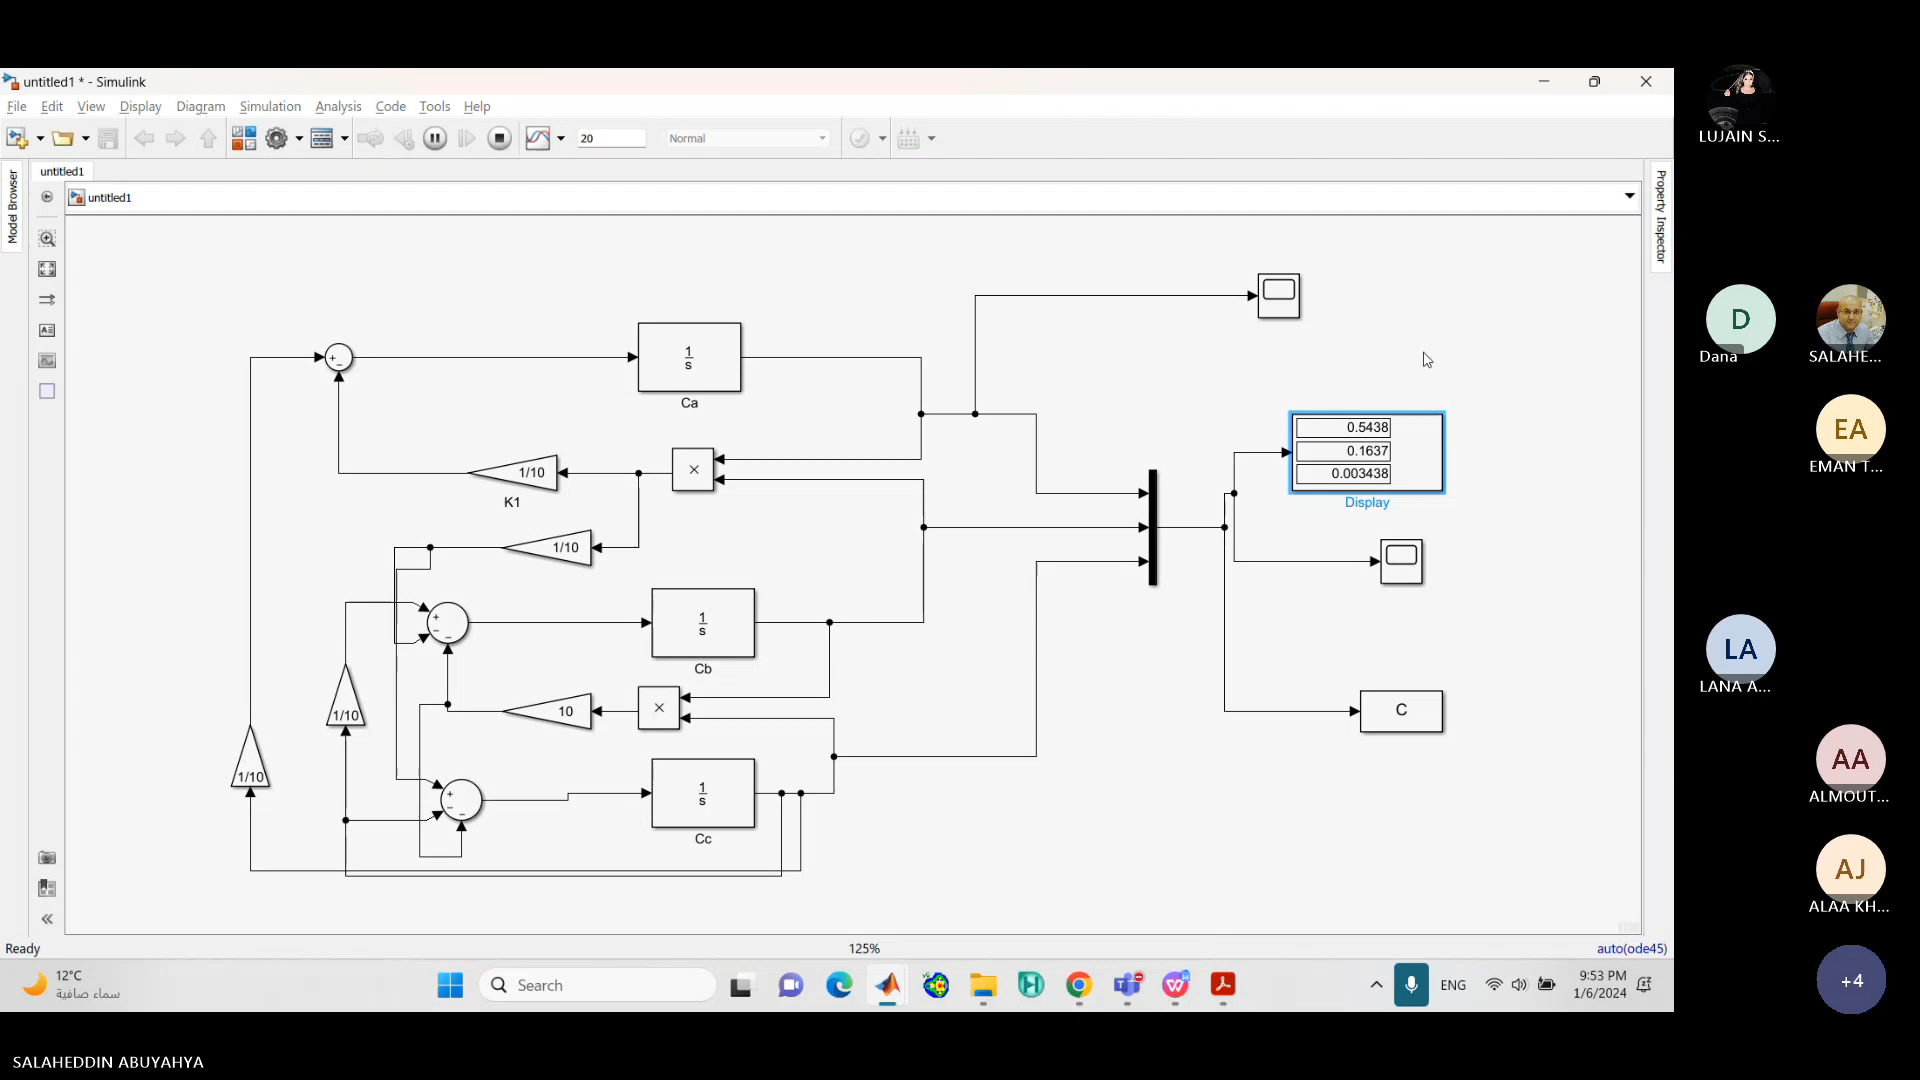 untitled1 * - Simulink
File Edit View Display Diagram Simulation Analysis Code Tools Help
20
Normal
Model Browser
untitled1
untitled1
Property Inspector
+
−
1
s
Ca
×
1/10
K1
1/10
+
−
−
1
s
Cb
×
10
1/10
1/10
+
−
−
1
s
Cc
0.5438
0.1637
0.003438
Display
C
A≡
Ready
125%
auto(ode45)
12°C
سماء صافية
Search
ENG
9:53 PM
1/6/2024
LUJAIN S...
D
Dana
SALAHE...
EA
EMAN T...
LA
LANA A...
AA
ALMOUT...
AJ
ALAA KH...
+4
SALAHEDDIN ABUYAHYA